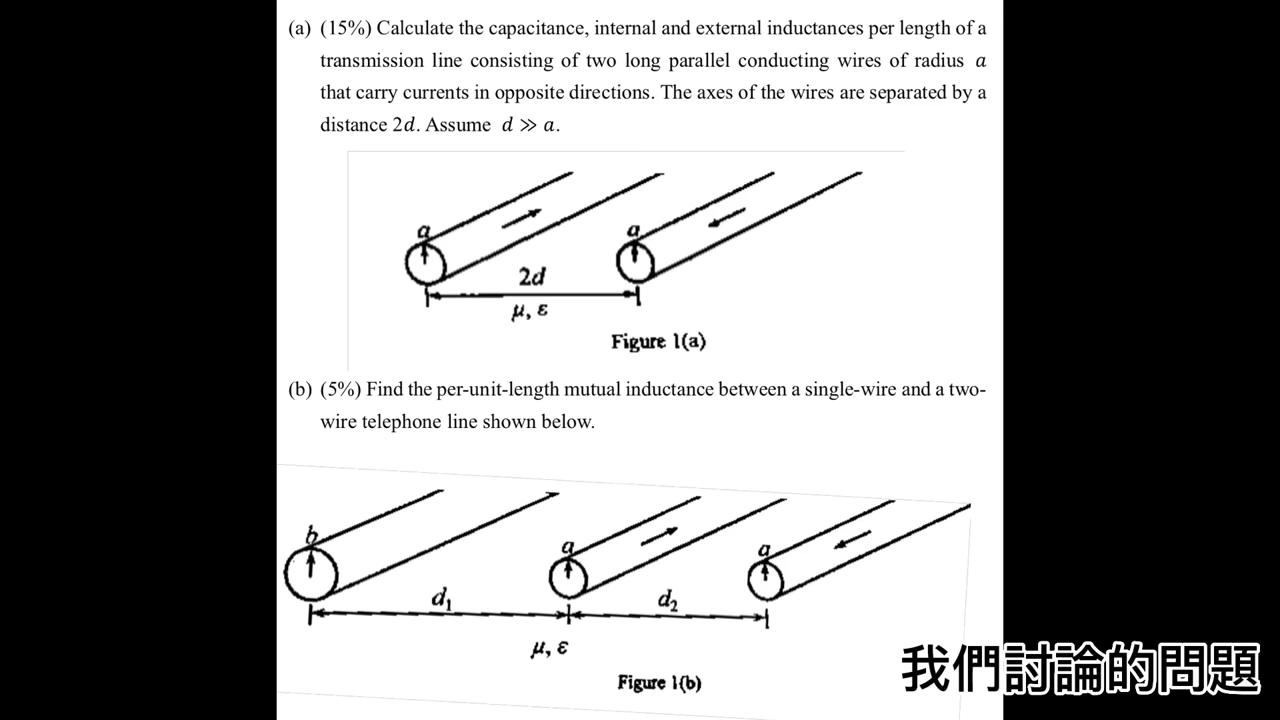 (a) (15%) Calculate the capacitance, internal and external inductances per length of a
transmission line consisting of two long parallel conducting wires of radius a
that carry currents in opposite directions. The axes of the wires are separated by a
distance 2d. Assume d ≫ a.
a
a
2d
μ, ε
Figure 1(a)
(b) (5%) Find the per-unit-length mutual inductance between a single-wire and a two-
wire telephone line shown below.
b
a
a
d₁
d₂
μ, ε
Figure 1(b)
我們討論的問題